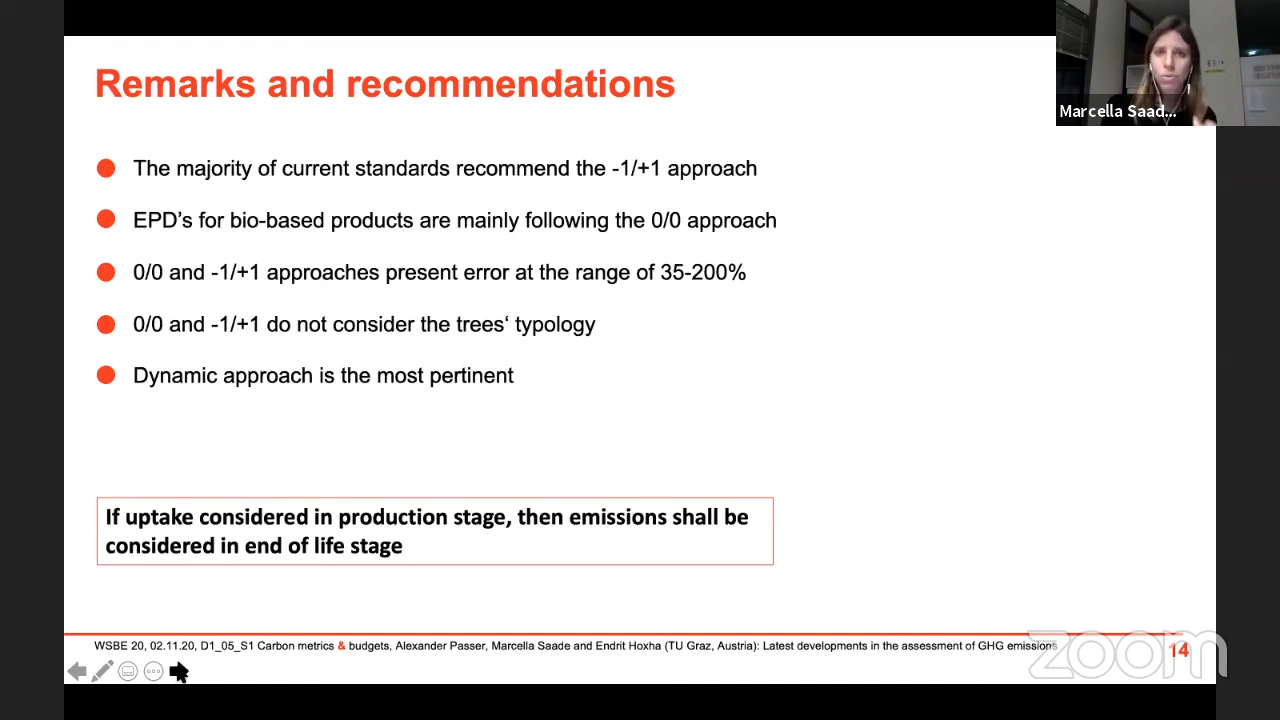 Remarks and recommendations
Marcella Saad...
The majority of current standards recommend the -1/+1 approach
EPD's for bio-based products are mainly following the 0/0 approach
0/0 and -1/+1 approaches present error at the range of 35-200%
0/0 and -1/+1 do not consider the trees‘ typology
Dynamic approach is the most pertinent
If uptake considered in production stage, then emissions shall be
considered in end of life stage
WSBE 20, 02.11.20, D1_05_S1 Carbon metrics & budgets, Alexander Passer, Marcella Saade and Endrit Hoxha (TU Graz, Austria): Latest developments in the assessment of GHG emissions
14
zoom